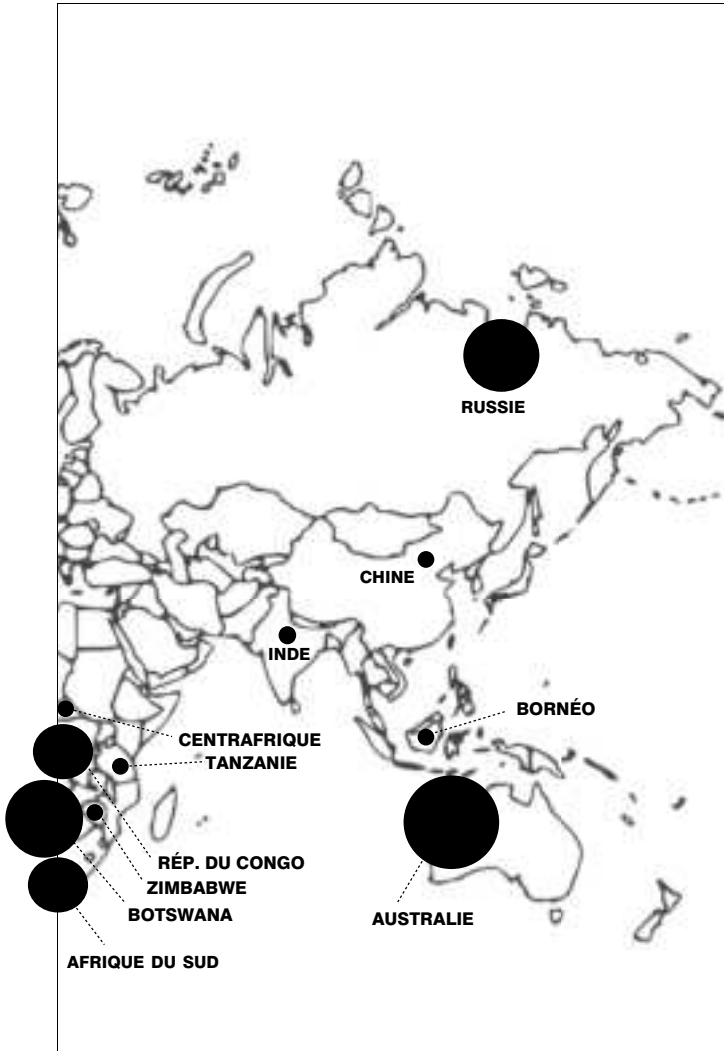 RUSSIE
CHINE
INDE
BORNÉO
CENTRAFRIQUE
TANZANIE
RÉP. DU CONGO
ZIMBABWE
BOTSWANA
AUSTRALIE
AFRIQUE DU SUD